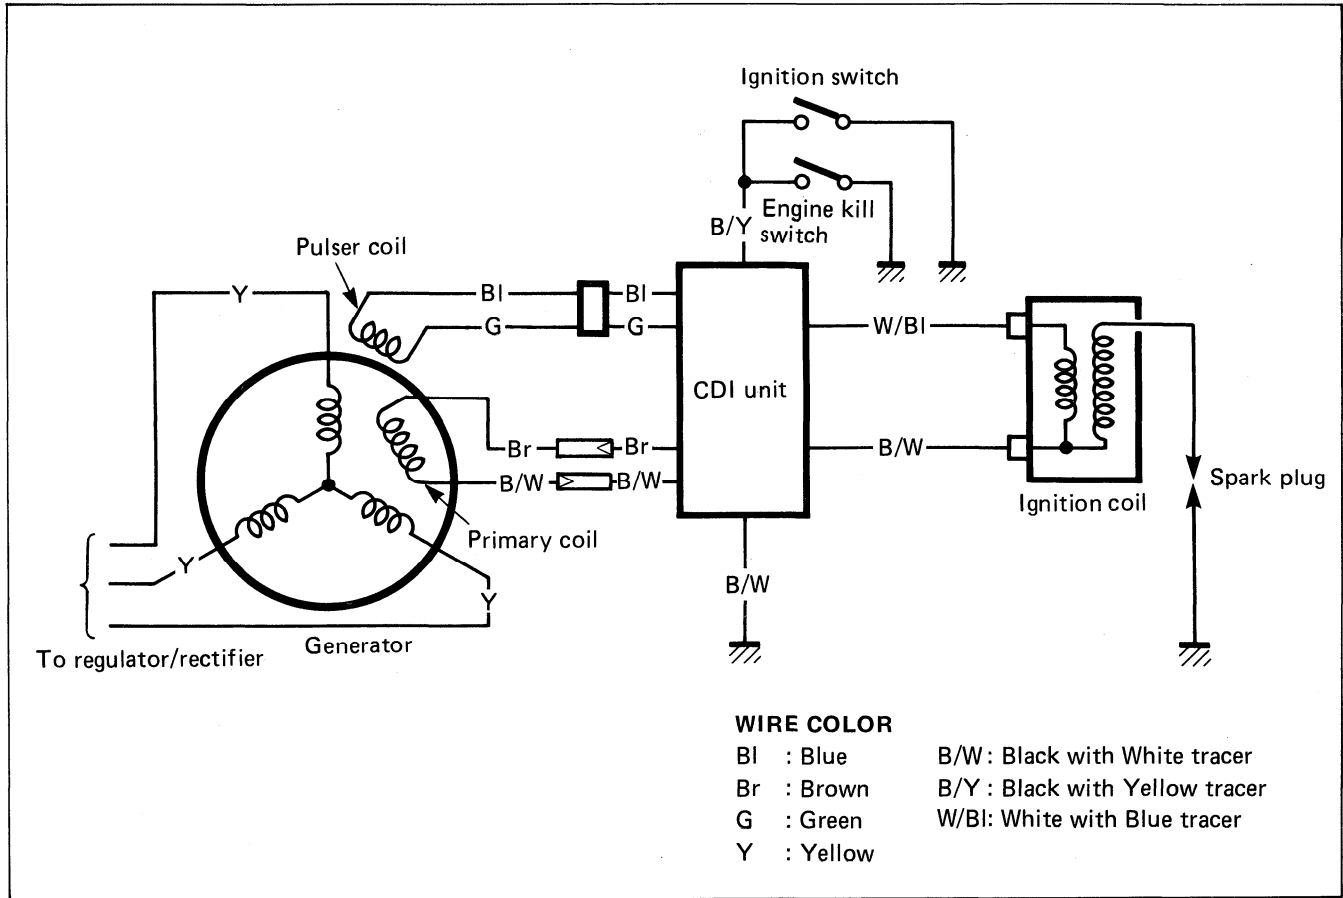 Ignition switch
Engine kill
switch
B/Y
Pulser coil
Y
Bl
Bl
G
G
W/Bl
CDI unit
Br
Br
B/W
B/W
B/W
Spark plug
Ignition coil
Primary coil
Y
Y
B/W
Generator
To regulator/rectifier
WIRE COLOR
Bl : Blue
Br : Brown
G : Green
Y : Yellow
B/W : Black with White tracer
B/Y : Black with Yellow tracer
W/Bl: White with Blue tracer